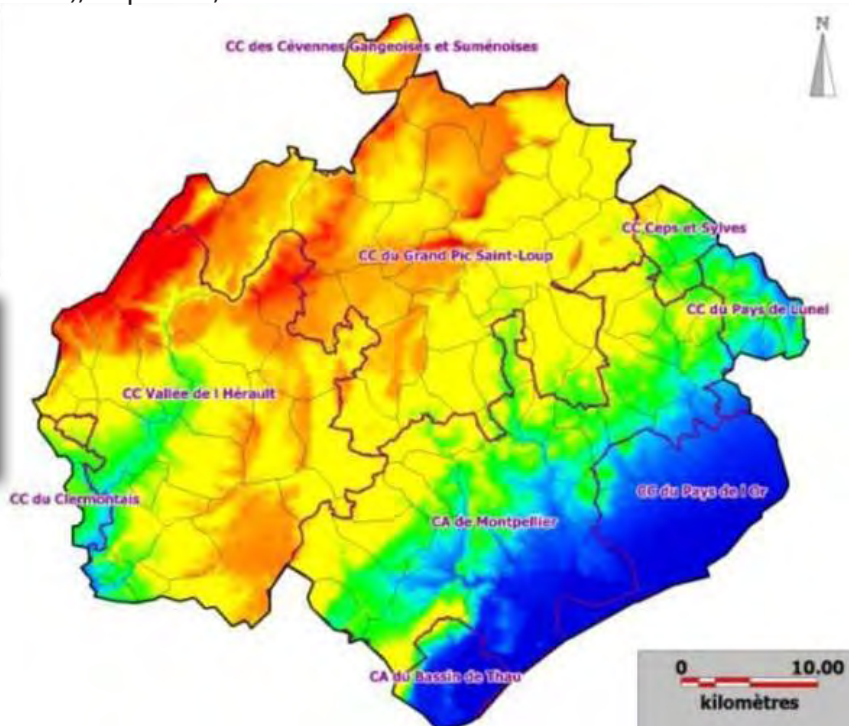 CC des Cévennes Gangeoises et Suménoises
N
CC Ceps et Sylves
CC du Grand Pic Saint-Loup
CC du Pays de Lunel
CC Vallée de l Hérault
CC du Pays de l Or
CC du Clermontais
CA de Montpellier
CA du Bassin de Thau
0 10.00
kilomètres